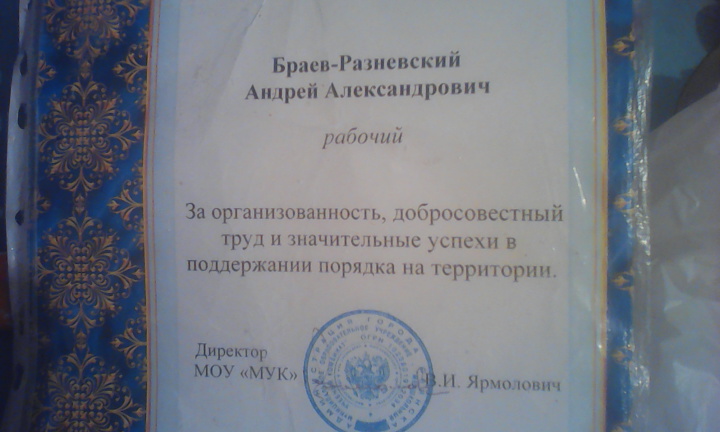 Браев-Разневский
Андрей Александрович
рабочий
За организованность, добросовестный
труд и значительные успехи в
поддержании порядка на территории.
Директор
МОУ «МУК»
В.И. Ярмолович